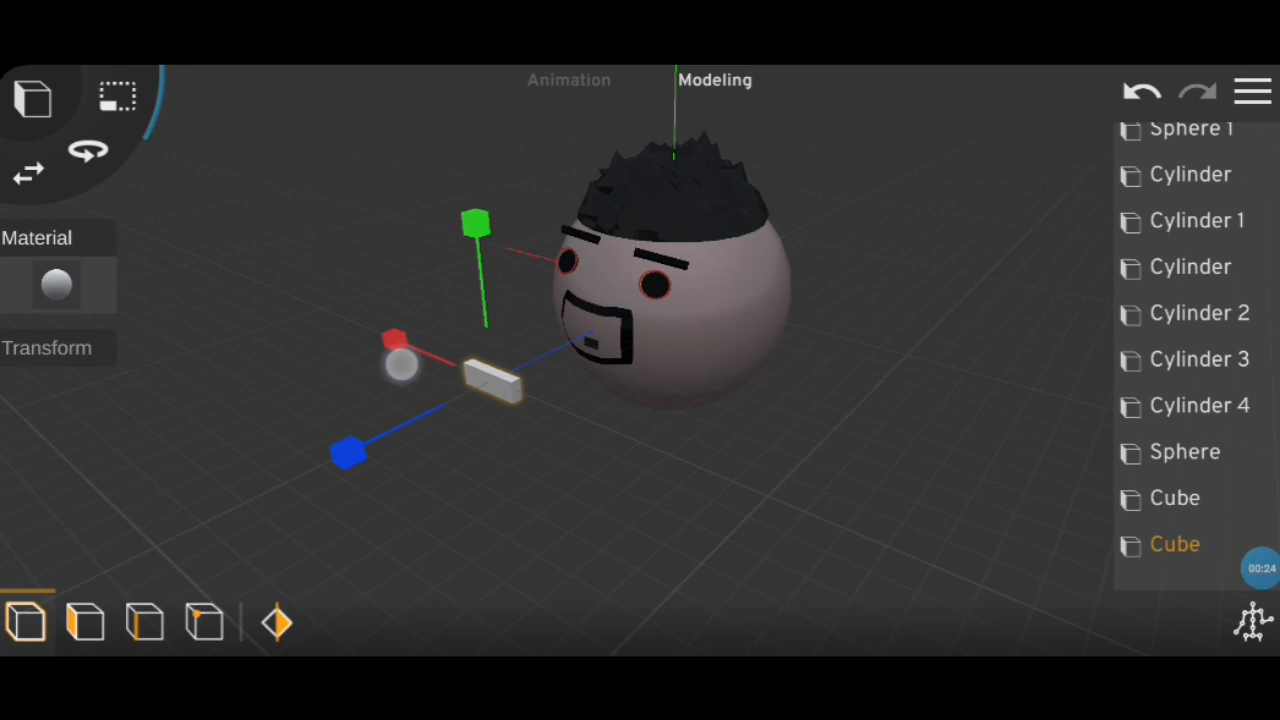 Animation
Modeling
Material
Transform
Sphere 1
Cylinder
Cylinder 1
Cylinder
Cylinder 2
Cylinder 3
Cylinder 4
Sphere
Cube
Cube
00:24